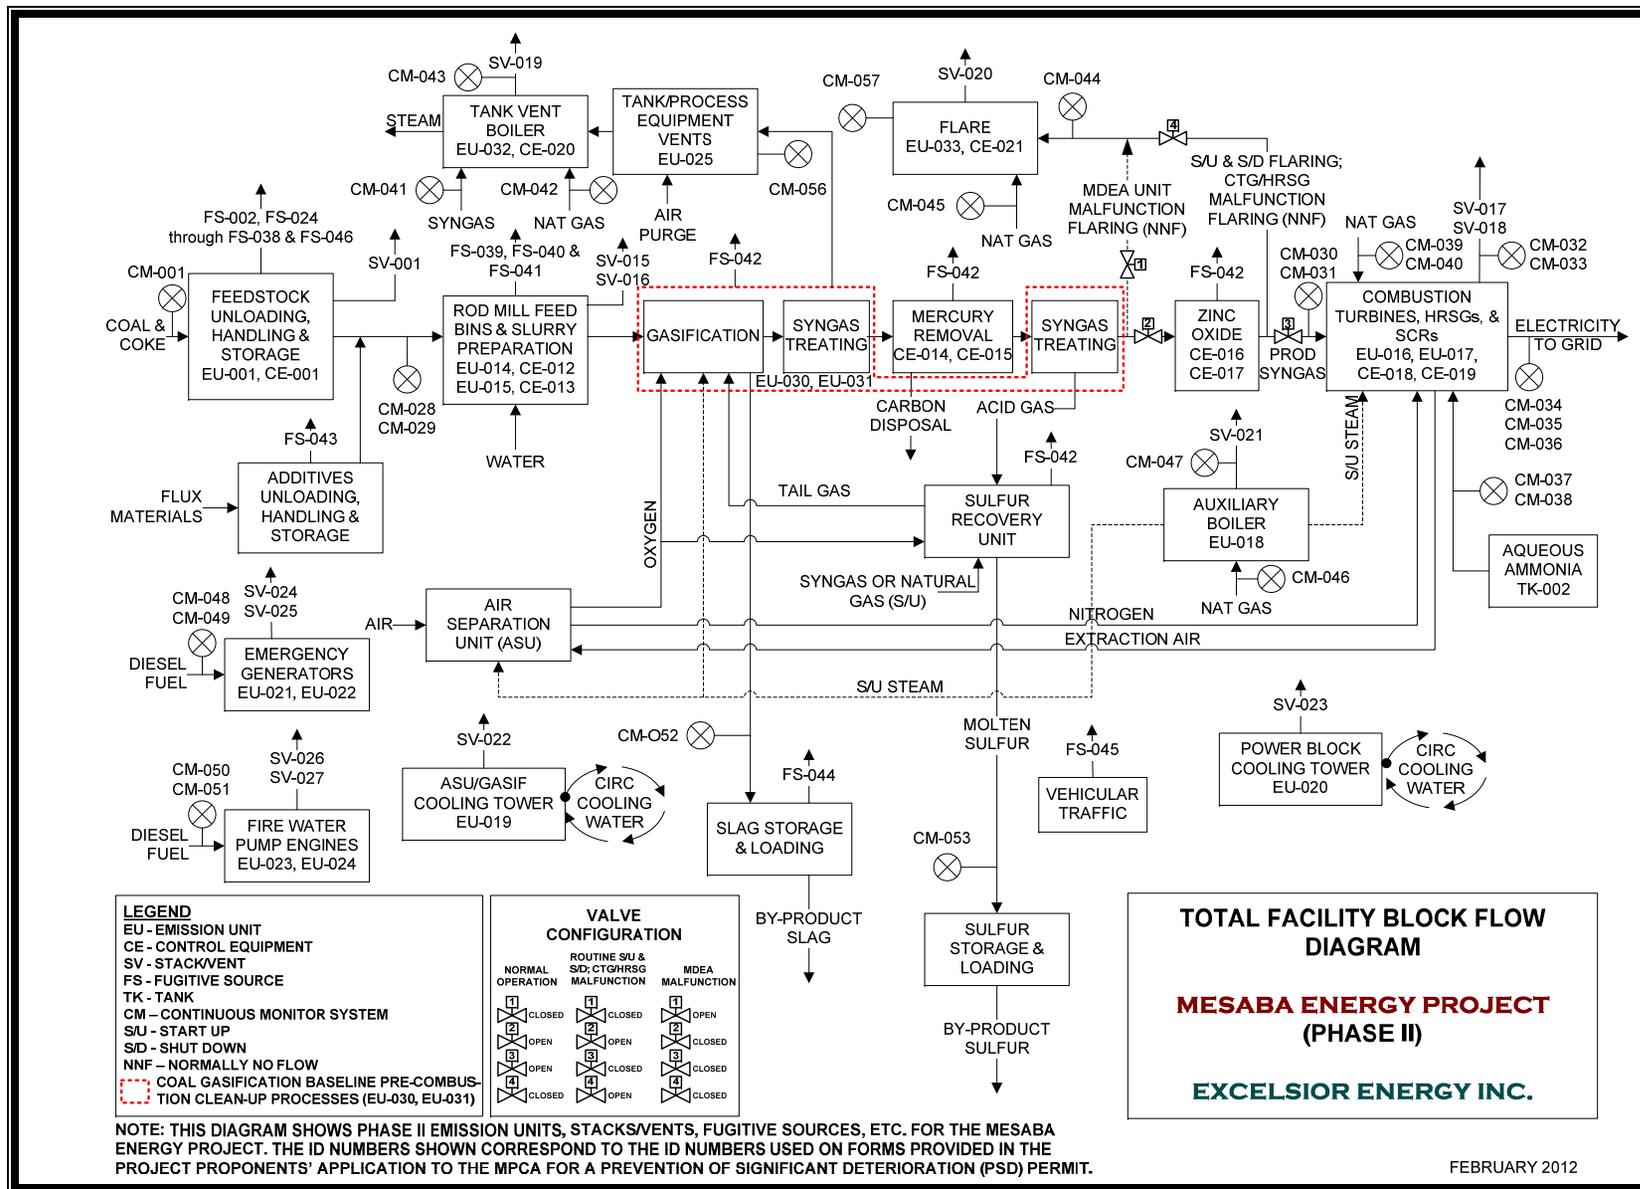 SV-019
CM-043
TANK VENT
BOILER
EU-032, CE-020
STEAM
CM-041
SYNGAS
CM-042
NAT GAS
TANK/PROCESS
EQUIPMENT
VENTS
EU-025
CM-056
AIR
PURGE
CM-057
SV-020
CM-044
FLARE
EU-033, CE-021
CM-045
NAT GAS
4
S/U & S/D FLARING;
CTG/HRSG
MALFUNCTION
FLARING (NNF)
MDEA UNIT
MALFUNCTION
FLARING (NNF)
1
FS-002, FS-024
through FS-038 & FS-046
CM-001
SV-001
COAL &
COKE
FEEDSTOCK
UNLOADING,
HANDLING &
STORAGE
EU-001, CE-001
CM-028
CM-029
FS-039, FS-040 &
FS-041
SV-015
SV-016
ROD MILL FEED
BINS & SLURRY
PREPARATION
EU-014, CE-012
EU-015, CE-013
WATER
FS-042
GASIFICATION
SYNGAS
TREATING
EU-030, EU-031
FS-042
MERCURY
REMOVAL
CE-014, CE-015
CARBON
DISPOSAL
SYNGAS
TREATING
ACID GAS
2
FS-042
ZINC
OXIDE
CE-016
CE-017
CM-030
CM-031
3
PROD
SYNGAS
NAT GAS
CM-039
CM-040
SV-017
SV-018
CM-032
CM-033
COMBUSTION
TURBINES, HRSGs, &
SCRs
EU-016, EU-017,
CE-018, CE-019
ELECTRICITY
TO GRID
CM-034
CM-035
CM-036
S/U STEAM
CM-037
CM-038
AQUEOUS
AMMONIA
TK-002
FS-043
FLUX
MATERIALS
ADDITIVES
UNLOADING,
HANDLING &
STORAGE
OXYGEN
TAIL GAS
FS-042
SULFUR
RECOVERY
UNIT
SYNGAS OR NATURAL
GAS (S/U)
SV-021
CM-047
AUXILIARY
BOILER
EU-018
CM-046
NAT GAS
AIR
AIR
SEPARATION
UNIT (ASU)
NITROGEN
EXTRACTION AIR
S/U STEAM
SV-024
SV-025
CM-048
CM-049
DIESEL
FUEL
EMERGENCY
GENERATORS
EU-021, EU-022
SV-026
SV-027
CM-050
CM-051
DIESEL
FUEL
FIRE WATER
PUMP ENGINES
EU-023, EU-024
SV-022
ASU/GASIF
COOLING TOWER
EU-019
CIRC
COOLING
WATER
CM-O52
FS-044
SLAG STORAGE
& LOADING
BY-PRODUCT
SLAG
MOLTEN
SULFUR
CM-053
SULFUR
STORAGE &
LOADING
BY-PRODUCT
SULFUR
FS-045
VEHICULAR
TRAFFIC
SV-023
POWER BLOCK
COOLING TOWER
EU-020
CIRC
COOLING
WATER
LEGEND
EU - EMISSION UNIT
CE - CONTROL EQUIPMENT
SV - STACK/VENT
FS - FUGITIVE SOURCE
TK - TANK
CM – CONTINUOUS MONITOR SYSTEM
S/U - START UP
S/D - SHUT DOWN
NNF – NORMALLY NO FLOW
COAL GASIFICATION BASELINE PRE-COMBUS-
TION CLEAN-UP PROCESSES (EU-030, EU-031)
VALVE
CONFIGURATION
NORMAL
OPERATION
1 CLOSED
2 OPEN
3 OPEN
4 CLOSED
ROUTINE S/U &
S/D; CTG/HRSG
MALFUNCTION
1 CLOSED
2 CLOSED
3 CLOSED
4 OPEN
MDEA
MALFUNCTION
1 OPEN
2 CLOSED
3 CLOSED
4 CLOSED
TOTAL FACILITY BLOCK FLOW
DIAGRAM
MESABA ENERGY PROJECT
(PHASE II)
EXCELSIOR ENERGY INC.
NOTE: THIS DIAGRAM SHOWS PHASE II EMISSION UNITS, STACKS/VENTS, FUGITIVE SOURCES, ETC. FOR THE MESABA
ENERGY PROJECT. THE ID NUMBERS SHOWN CORRESPOND TO THE ID NUMBERS USED ON FORMS PROVIDED IN THE
PROJECT PROPONENTS' APPLICATION TO THE MPCA FOR A PREVENTION OF SIGNIFICANT DETERIORATION (PSD) PERMIT.
FEBRUARY 2012